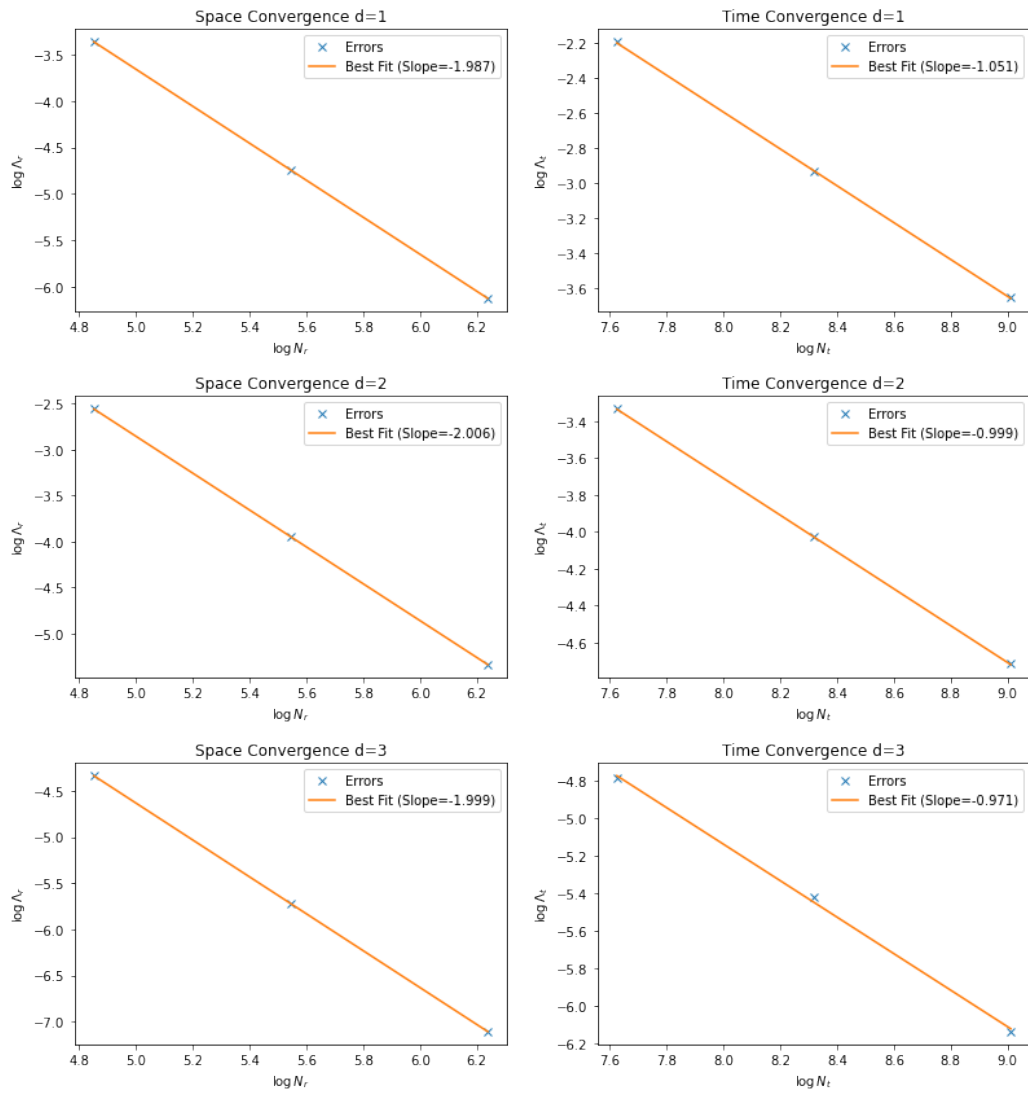 Space Convergence d=1
Errors
Best Fit (Slope=-1.987)
log Λr
−3.5
−4.0
−4.5
−5.0
−5.5
−6.0
4.8 5.0 5.2 5.4 5.6 5.8 6.0 6.2
log Nr
Time Convergence d=1
Errors
Best Fit (Slope=-1.051)
log Λt
−2.2
−2.4
−2.6
−2.8
−3.0
−3.2
−3.4
−3.6
7.6 7.8 8.0 8.2 8.4 8.6 8.8 9.0
log Nt
Space Convergence d=2
Errors
Best Fit (Slope=-2.006)
log Λr
−2.5
−3.0
−3.5
−4.0
−4.5
−5.0
4.8 5.0 5.2 5.4 5.6 5.8 6.0 6.2
log Nr
Time Convergence d=2
Errors
Best Fit (Slope=-0.999)
log Λt
−3.4
−3.6
−3.8
−4.0
−4.2
−4.4
−4.6
7.6 7.8 8.0 8.2 8.4 8.6 8.8 9.0
log Nt
Space Convergence d=3
Errors
Best Fit (Slope=-1.999)
log Λr
−4.5
−5.0
−5.5
−6.0
−6.5
−7.0
4.8 5.0 5.2 5.4 5.6 5.8 6.0 6.2
log Nr
Time Convergence d=3
Errors
Best Fit (Slope=-0.971)
log Λt
−4.8
−5.0
−5.2
−5.4
−5.6
−5.8
−6.0
−6.2
7.6 7.8 8.0 8.2 8.4 8.6 8.8 9.0
log Nt